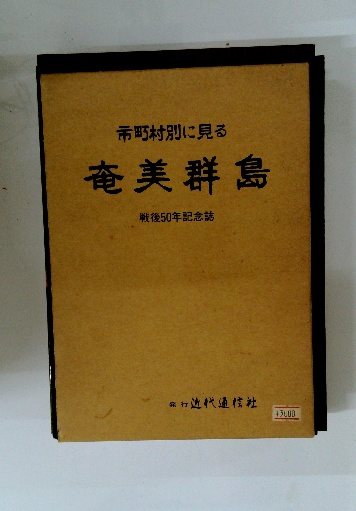 市町村別に見る
奄美群島
戦後50年記念誌
発行 近代通信社